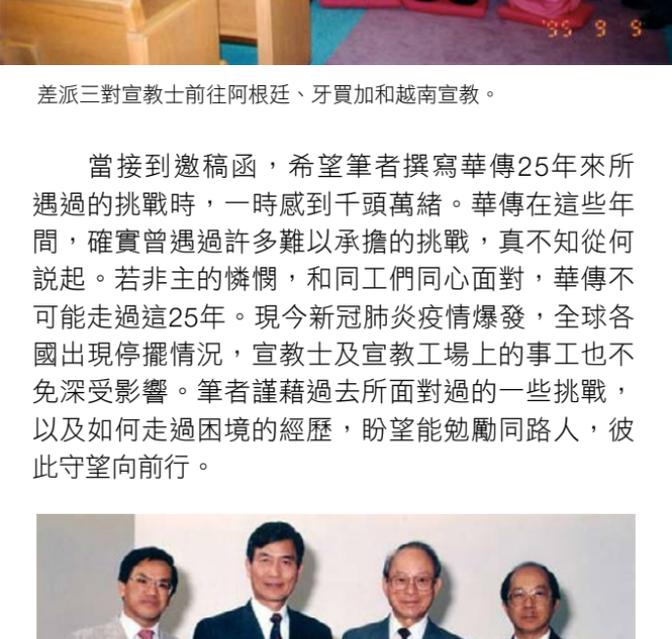 '95 9 9
差派三對宣教士前往阿根廷、牙買加和越南宣教。
當接到邀稿函，希望筆者撰寫華傳25年來所
遇過的挑戰時，一時感到千頭萬緒。華傳在這些年
間，確實曾遇過許多難以承擔的挑戰，真不知從何
説起。若非主的憐憫，和同工們同心面對，華傳不
可能走過這25年。現今新冠肺炎疫情爆發，全球各
國出現停擺情況，宣教士及宣教工場上的事工也不
免深受影響。筆者謹藉過去所面對過的一些挑戰，
以及如何走過困境的經歷，盼望能勉勵同路人，彼
此守望向前行。